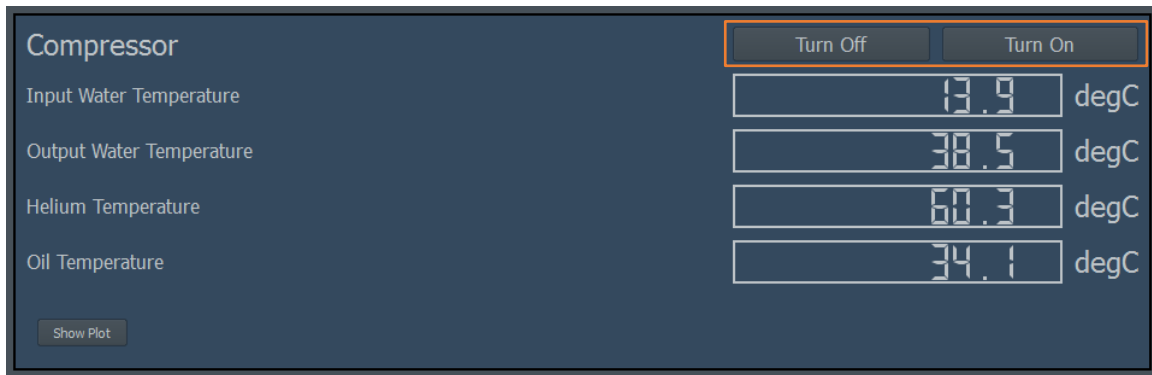 Compressor Turn Off Turn On
Input Water Temperature 13.9 degC
Output Water Temperature 38.5 degC
Helium Temperature 60.3 degC
Oil Temperature 34.1 degC
Show Plot